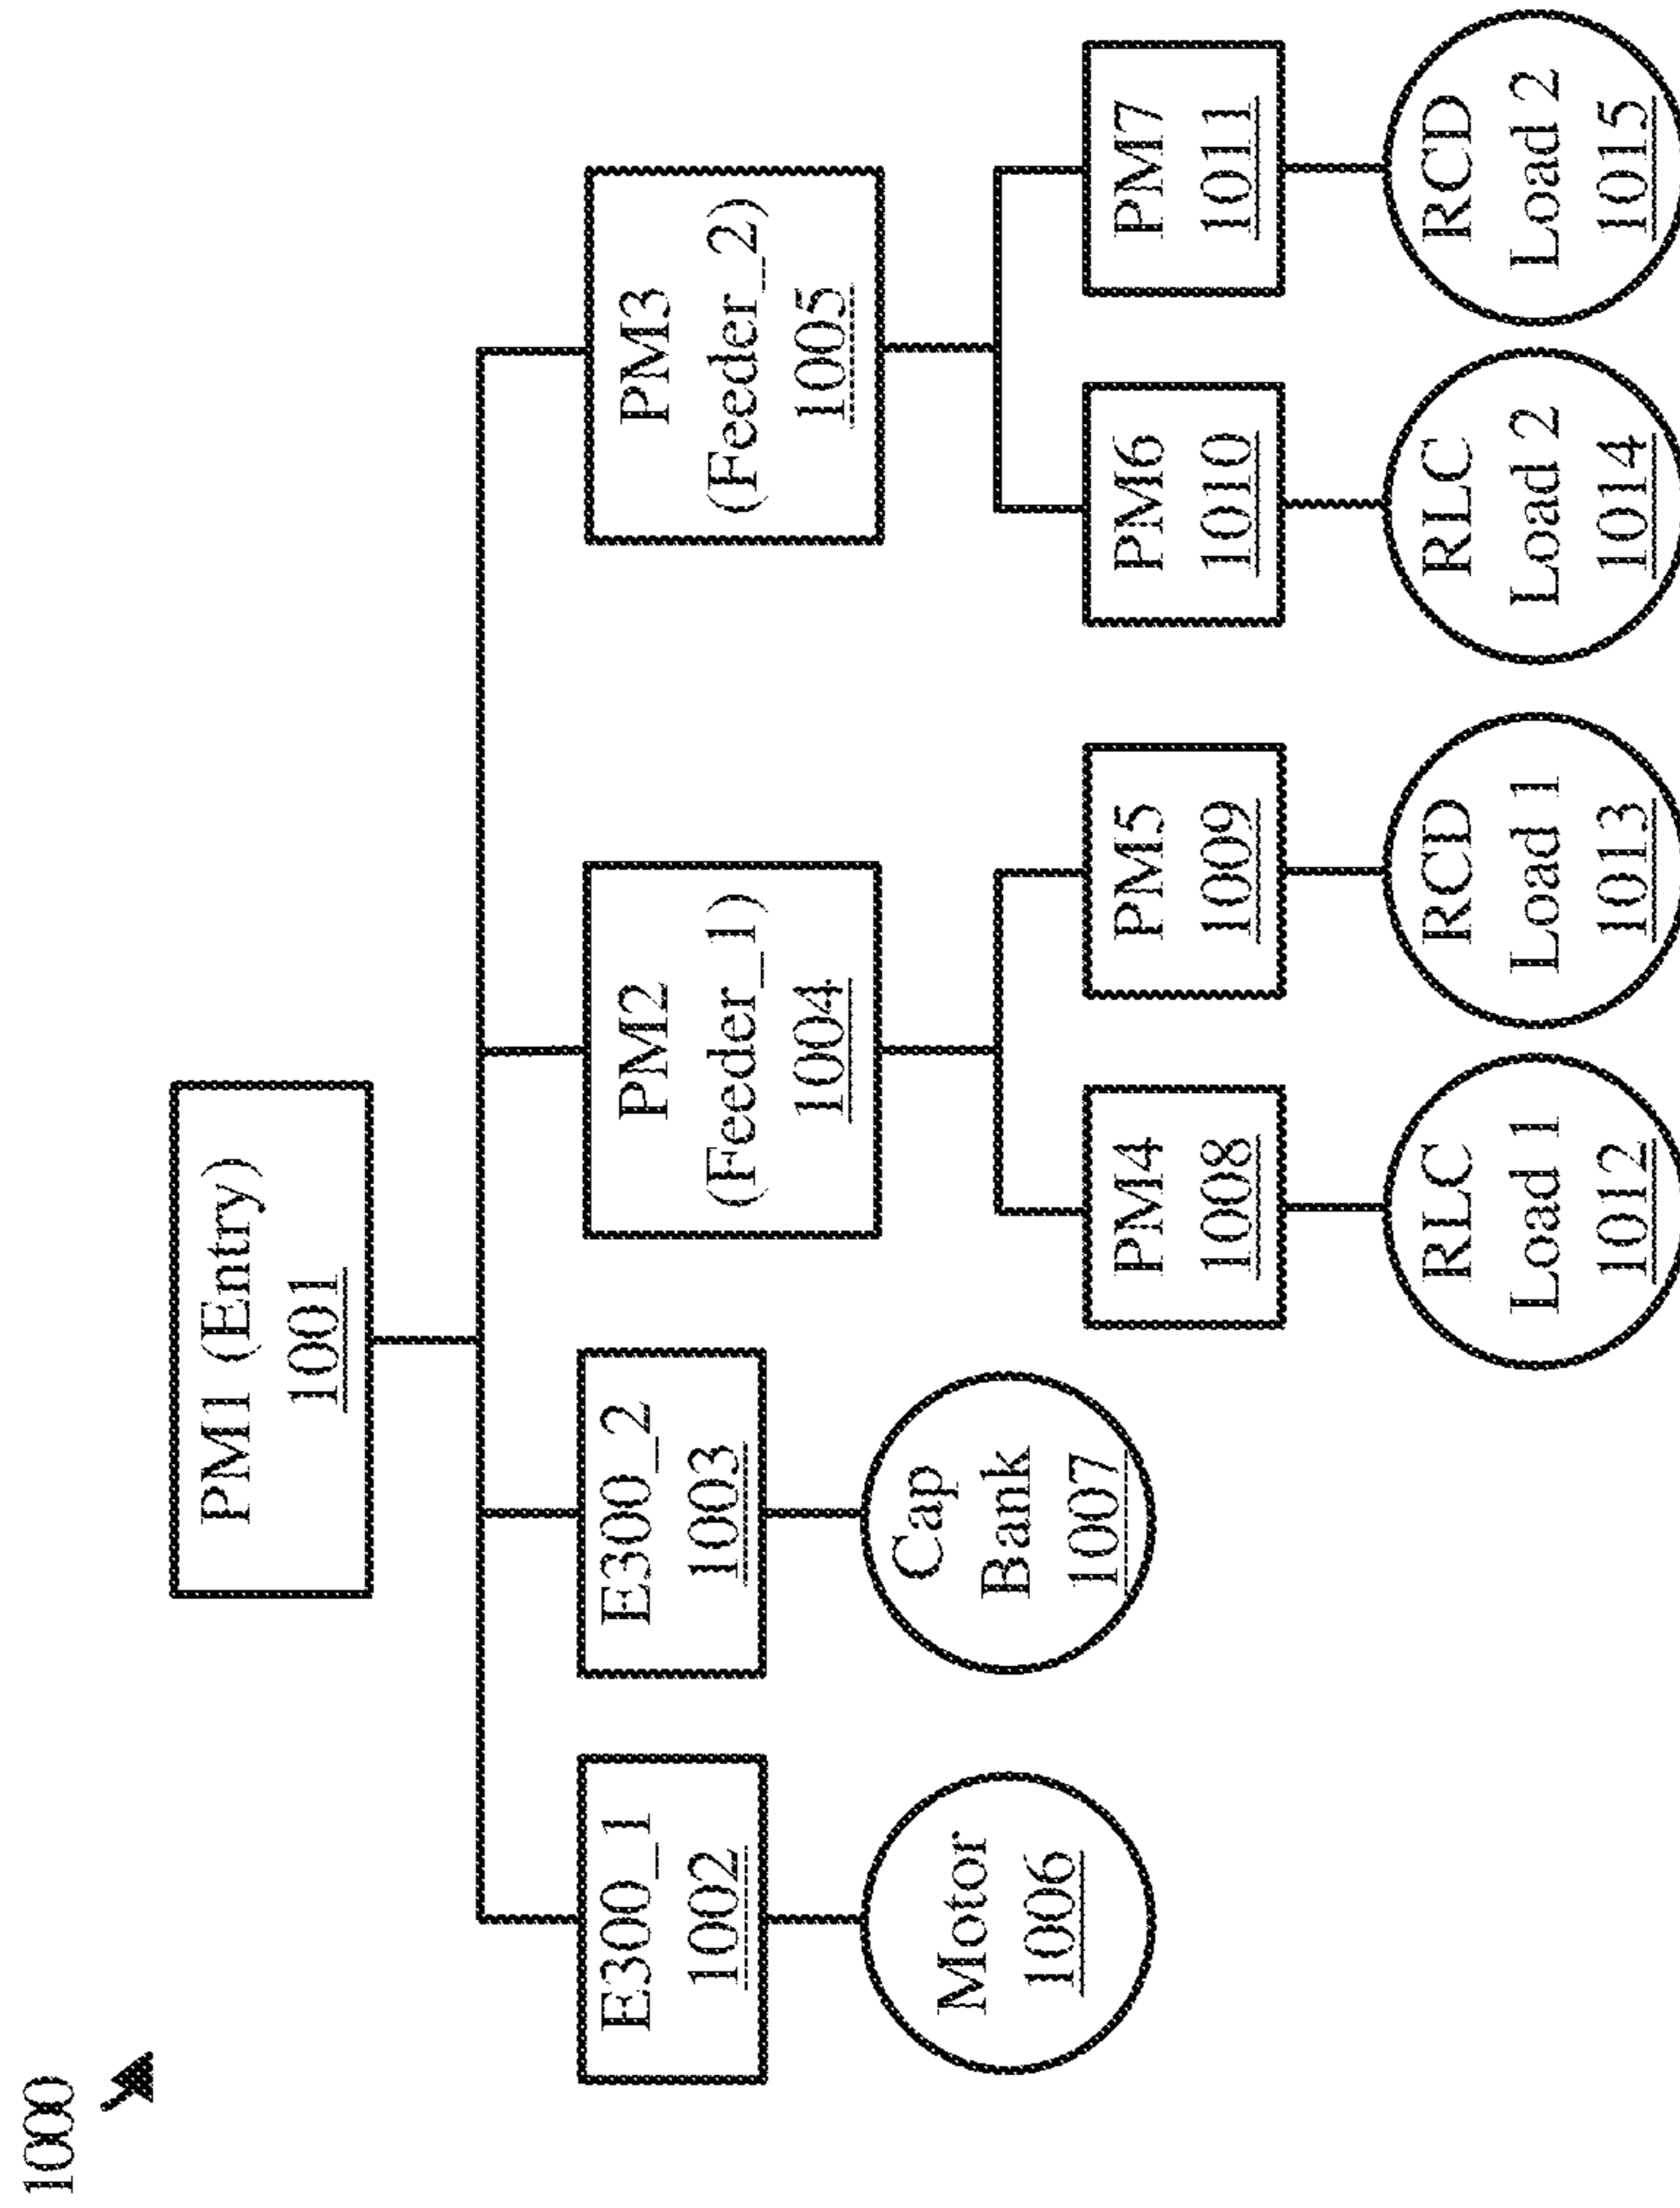 1000
PM1 (Entry)
1001
E300_1
1002
E300_2
1003
PM2
(Feeder_1)
1004
PM3
(Feeder_2)
1005
Motor
1006
Cap
Bank
1007
PM4
1008
PM5
1009
PM6
1010
PM7
1011
RLC
Load 1
1012
RCD
Load 1
1013
RLC
Load 2
1014
RCD
Load 2
1015